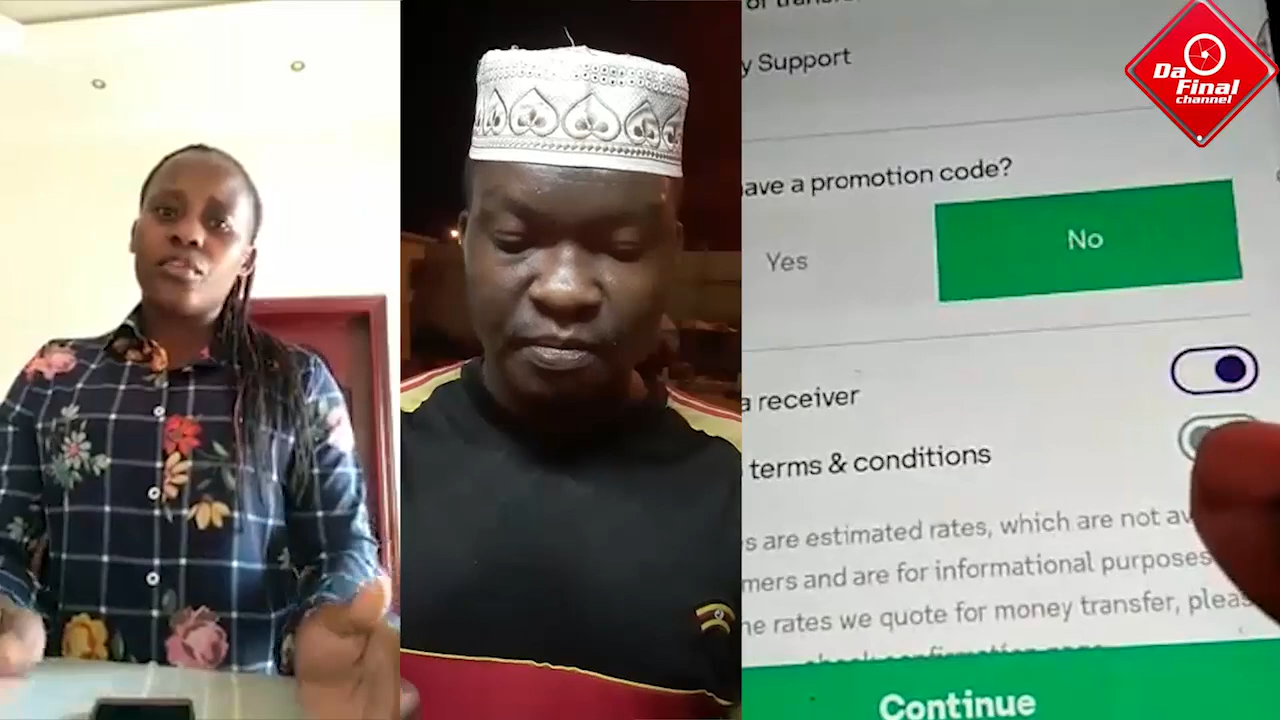 y Support
ave a promotion code?
Yes
No
a receiver
terms & conditions
s are estimated rates, which are not av
mers and are for informational purposes
he rates we quote for money transfer, pleas
Continue
Da
Final
channel